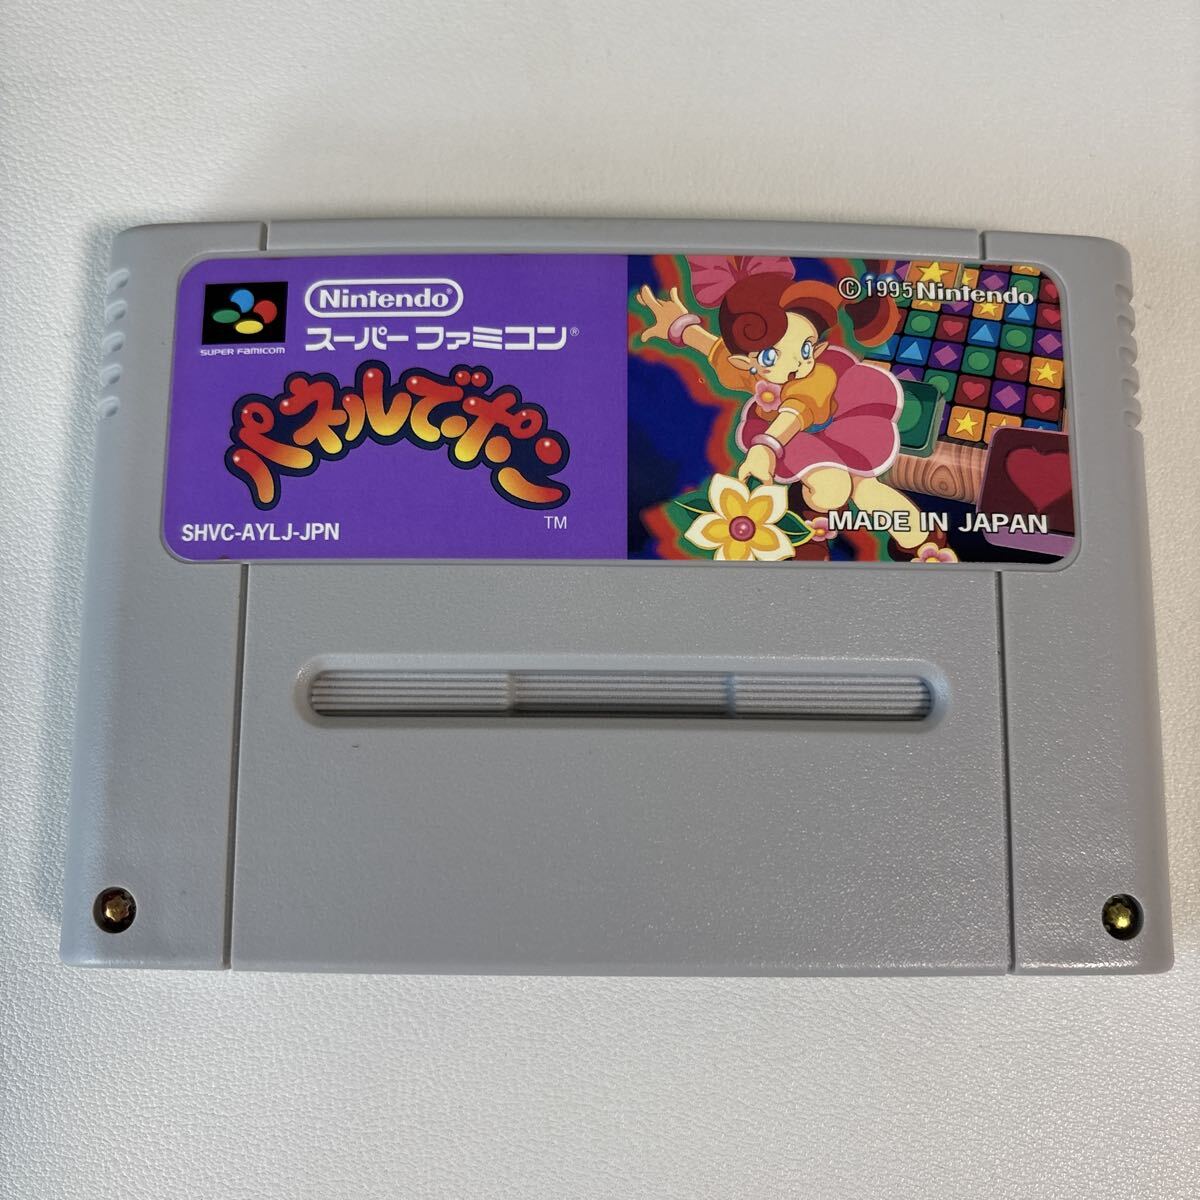 Nintendo®
スーパーファミコン®
SUPER FAMICOM
パネルでポン
TM
SHVC-AYLJ-JPN
©1995 Nintendo
MADE IN JAPAN